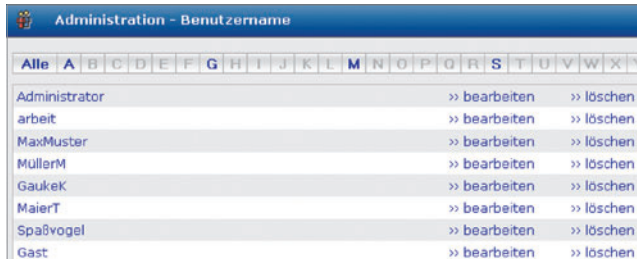 Administration - Benutzername
Alle A B C D E F G H I J K L M N O P Q R S T U V W X
Administrator >> bearbeiten >> löschen
arbeit >> bearbeiten >> löschen
MaxMuster >> bearbeiten >> löschen
MüllerM >> bearbeiten >> löschen
GaukeK >> bearbeiten >> löschen
MaierT >> bearbeiten >> löschen
Spaßvogel >> bearbeiten >> löschen
Gast >> bearbeiten >> löschen